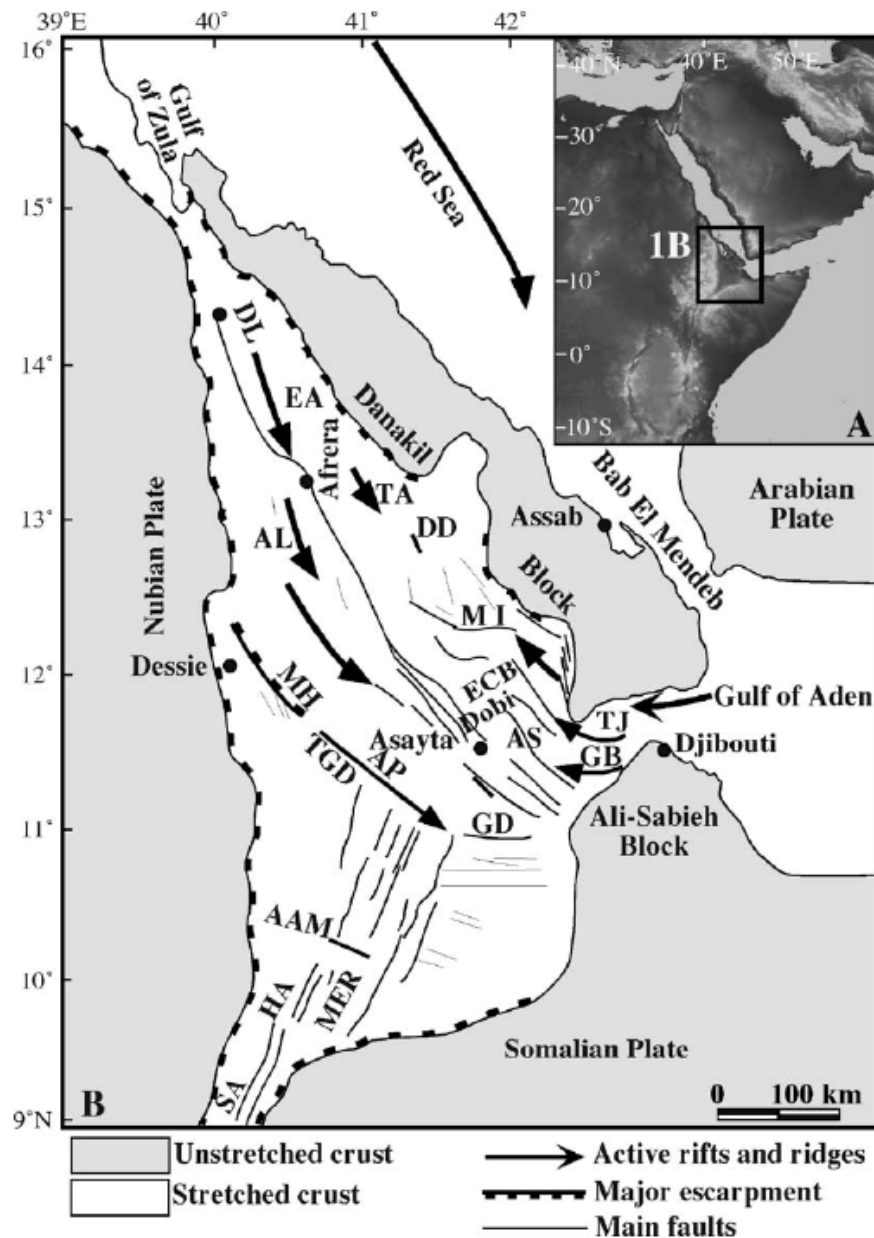 39˚E
40
41
42
16˚
15˚
14˚
13˚
12˚
11˚
10˚
9˚N
Gulf
of Zula
Red Sea
40˚N
40˚E
50˚E
30˚
20˚
10˚
0˚
10˚S
1B
A
DL
EA
Afrera
Danakil
TA
DD
AL
Nubian Plate
Assab
Bab El Mendeb
Arabian
Plate
Block
M I
Dessie
MH
ECB
Dobi
Gulf of Aden
TJ
Asayta
AS
GB
Djibouti
TGD
AP
GD
Ali-Sabieh
Block
AAM
HA
MER
SA
Somalian Plate
B
0 100 km
Unstretched crust
Stretched crust
Active rifts and ridges
Major escarpment
Main faults